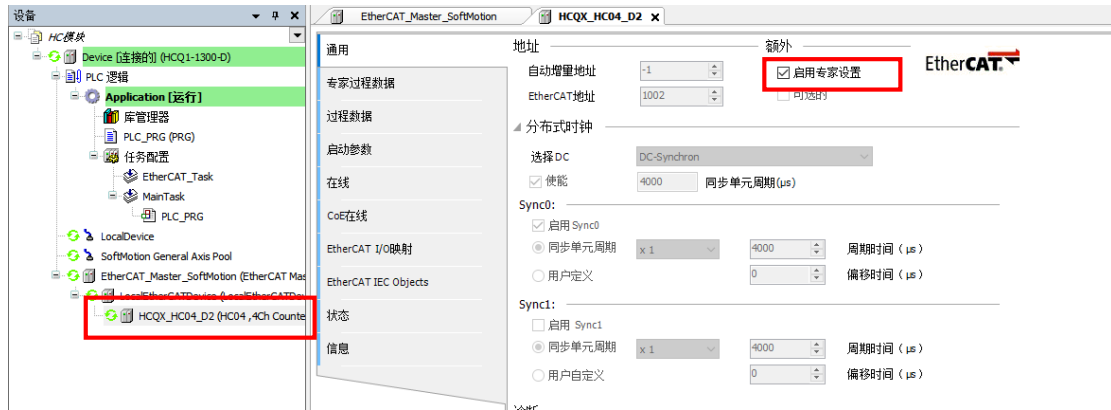 设备
HC模块
Device [连接的] (HCQ1-1300-D)
PLC 逻辑
Application [运行]
库管理器
PLC_PRG (PRG)
任务配置
EtherCAT_Task
MainTask
PLC_PRG
LocalDevice
SoftMotion General Axis Pool
EtherCAT_Master_SoftMotion (EtherCAT Mas
LocalEtherCATDevice (LocalEtherCATDev
HCQX_HC04_D2 (HC04 ,4Ch Counte
EtherCAT_Master_SoftMotion
HCQX_HC04_D2
通用
专家过程数据
过程数据
启动参数
在线
CoE在线
EtherCAT I/O映射
EtherCAT IEC Objects
状态
信息
地址
额外
自动增量地址 -1
启用专家设置
EtherCAT.
EtherCAT地址 1002
可选的
分布式时钟
选择DC DC-Synchron
使能 4000 同步单元周期(μs)
Sync0:
启用 Sync0
同步单元周期 x 1 4000 周期时间（μs）
用户定义 0 偏移时间（μs）
Sync1:
启用 Sync1
同步单元周期 x 1 4000 周期时间（μs）
用户自定义 0 偏移时间（μs）